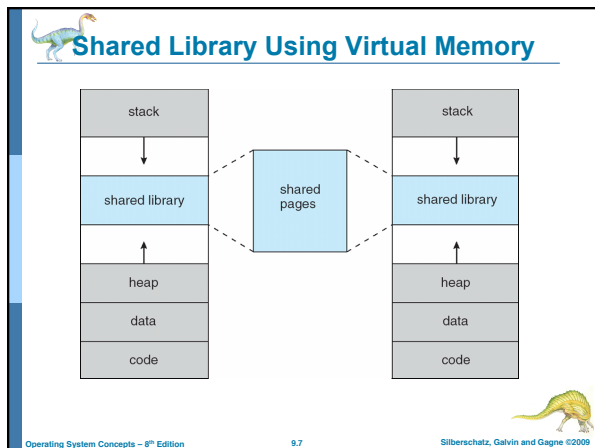 Shared Library Using Virtual Memory
stack
shared library
heap
data
code
shared
pages
stack
shared library
heap
data
code
Operating System Concepts – 8th Edition
9.7
Silberschatz, Galvin and Gagne ©2009